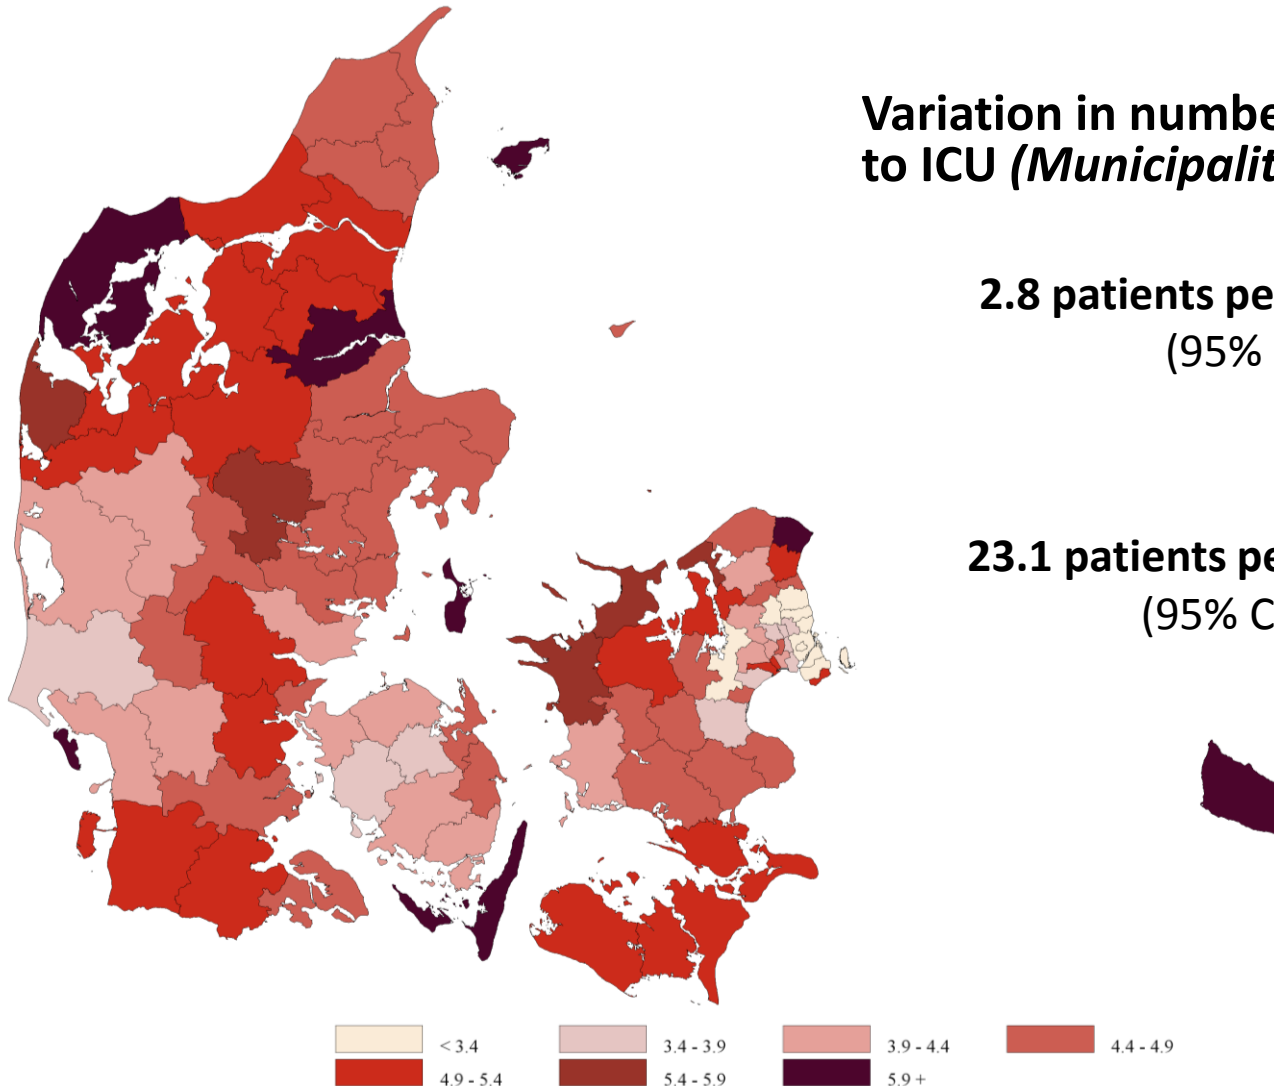 Variation in numbe
to ICU (Municipalit
2.8 patients pe
(95%
23.1 patients pe
(95% C
< 3.4
3.4 - 3.9
3.9 - 4.4
4.4 - 4.9
4.9 - 5.4
5.4 - 5.9
5.9 +